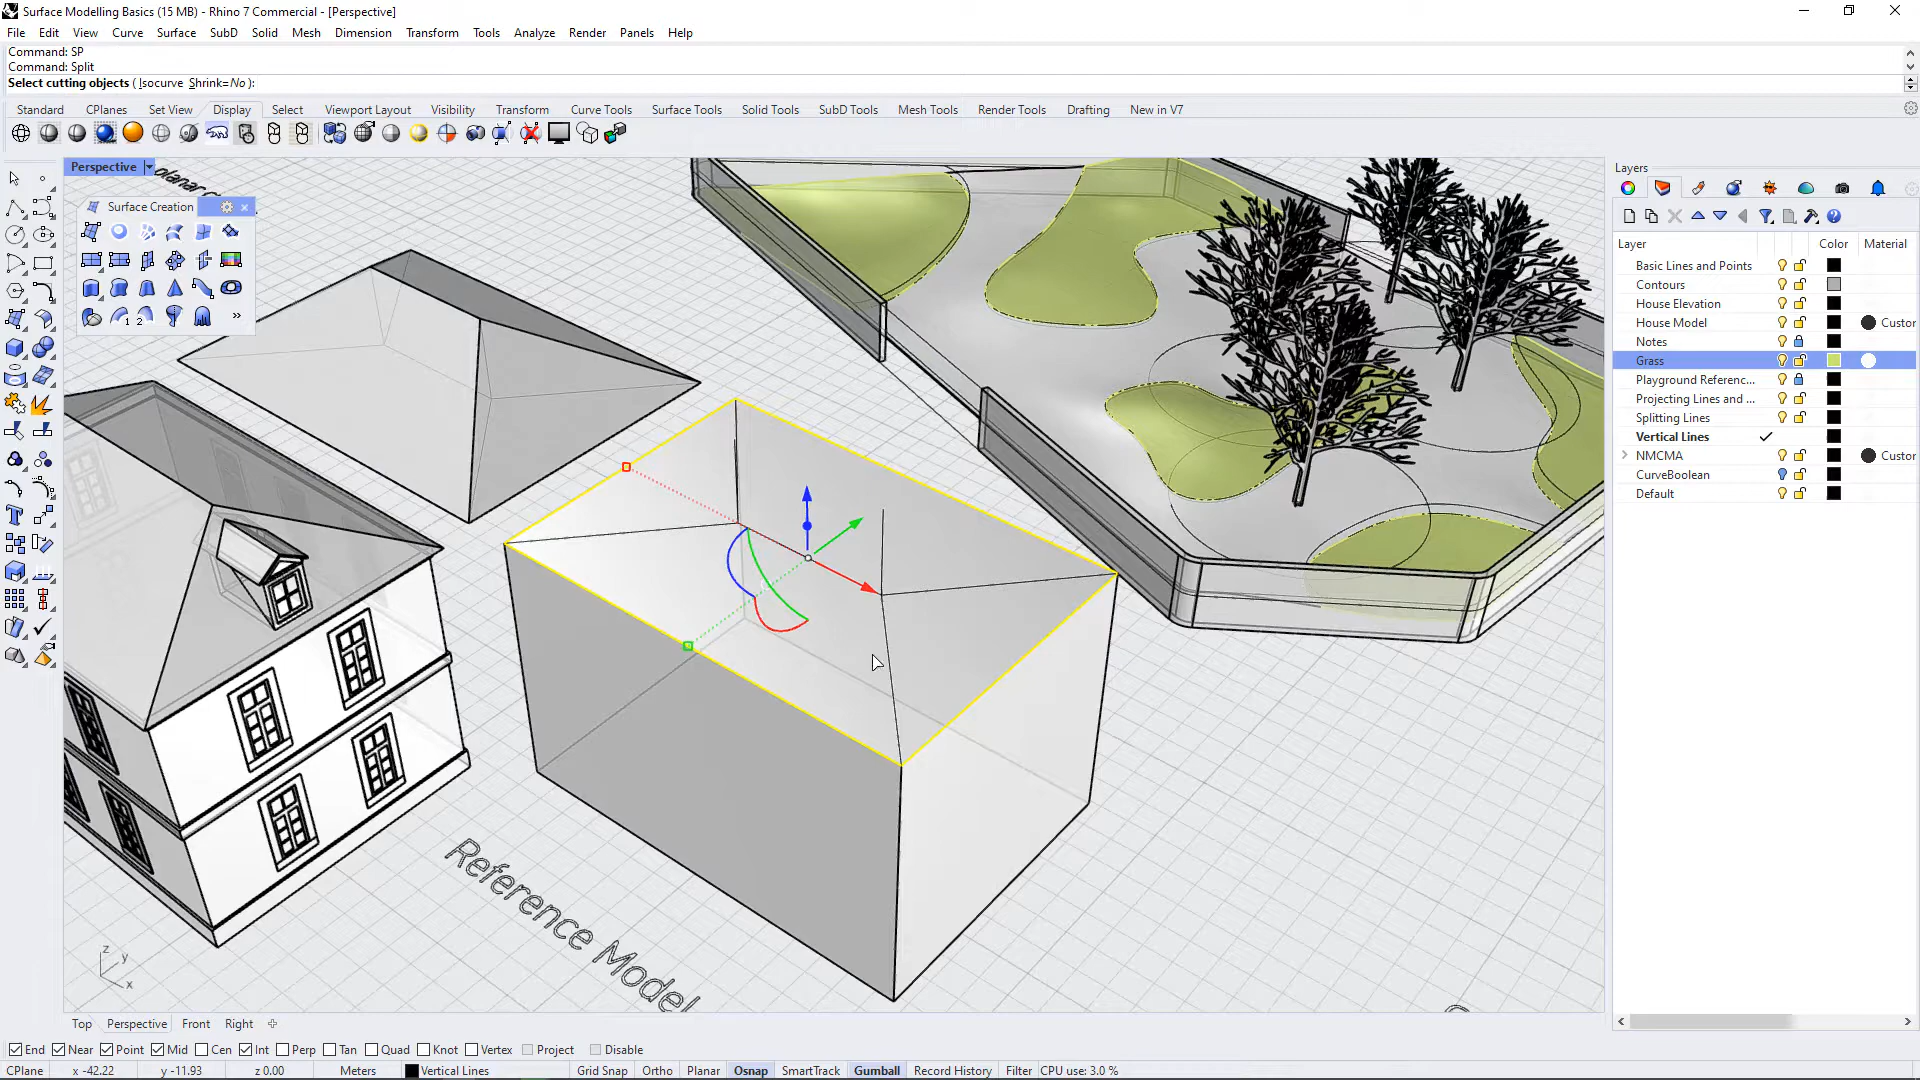 Surface Modelling Basics (15 MB) - Rhino 7 Commercial - [Perspective]
File Edit View Curve Surface SubD Solid Mesh Dimension Transform Tools Analyze Render Panels Help
Command: SP
Command: Split
Select cutting objects ( Isocurve Shrink=No ):
Standard CPlanes Set View Display Select Viewport Layout Visibility Transform Curve Tools Surface Tools Solid Tools SubD Tools Mesh Tools Render Tools Drafting New in V7
Perspective
planar
Surface Creation
1 2
Layers
Layer Color Material
Basic Lines and Points
Contours
House Elevation
House Model Custor
Notes
Grass
Playground Referenc...
Projecting Lines and ...
Splitting Lines
Vertical Lines
NMCMA Custor
CurveBoolean
Default
Reference Model
z
y
x
Top Perspective Front Right
End Near Point Mid Cen Int Perp Tan Quad Knot Vertex Project Disable
CPlane x -42.22 y -11.93 z 0.00 Meters Vertical Lines Grid Snap Ortho Planar Osnap SmartTrack Gumball Record History Filter CPU use: 3.0 %